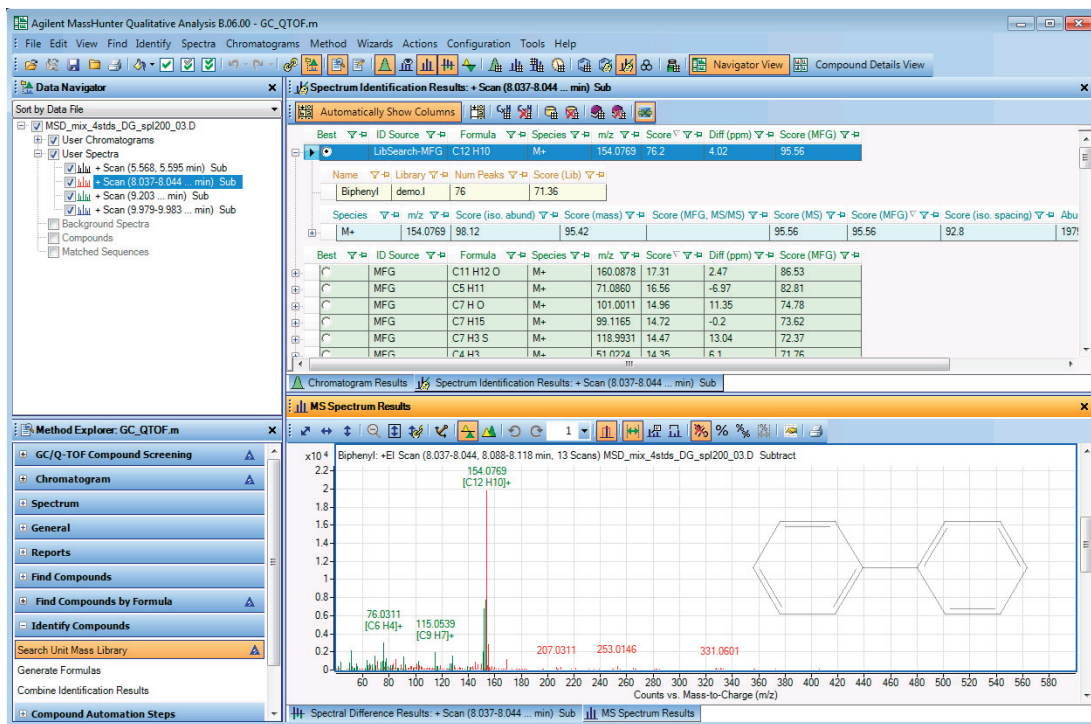 Agilent MassHunter Qualitative Analysis B.06.00 - GC_QTOF.m
File Edit View Find Identify Spectra Chromatograms Method Wizards Actions Configuration Tools Help
Navigator View Compound Details View
Data Navigator
Sort by Data File
MSD_mix_4stds_DG_spl200_03.D
User Chromatograms
User Spectra
+ Scan (5.568, 5.595 min) Sub
+ Scan (8.037-8.044 ... min) Sub
+ Scan (9.203 ... min) Sub
+ Scan (9.979-9.983 ... min) Sub
Background Spectra
Compounds
Matched Sequences
Spectrum Identification Results: + Scan (8.037-8.044 ... min) Sub
Automatically Show Columns
Best ID Source Formula Species m/z Score Diff (ppm) Score (MFG)
LibSearch-MFG C12 H10 M+ 154.0769 76.2 4.02 95.56
Name Library Num Peaks Score (Lib)
Biphenyl demo.l 76 71.36
Species m/z Score (iso. abund) Score (mass) Score (MFG, MS/MS) Score (MS) Score (MFG) Score (iso. spacing) Abu
M+ 154.0769 98.12 95.42 95.56 95.56 92.8 197
Best ID Source Formula Species m/z Score Diff (ppm) Score (MFG)
MFG C11 H12 O M+ 160.0878 17.31 2.47 86.53
MFG C5 H11 M+ 71.0860 16.56 -6.97 82.81
MFG C7 H O M+ 101.0011 14.96 11.35 74.78
MFG C7 H15 M+ 99.1165 14.72 -0.2 73.62
MFG C7 H3 S M+ 118.9931 14.47 13.04 72.37
MFG C4 H3 M+ 51.0224 14.35 6.1 71.76
Chromatogram Results Spectrum Identification Results: + Scan (8.037-8.044 ... min) Sub
Method Explorer: GC_QTOF.m
GC/Q-TOF Compound Screening
Chromatogram
Spectrum
General
Reports
Find Compounds
Find Compounds by Formula
Identify Compounds
Search Unit Mass Library
Generate Formulas
Combine Identification Results
Compound Automation Steps
MS Spectrum Results
1
x10 4 Biphenyl: +EI Scan (8.037-8.044, 8.088-8.118 min, 13 Scans) MSD_mix_4stds_DG_spl200_03.D Subtract
154.0769
[C12 H10]+
76.0311
[C6 H4]+
115.0539
[C9 H7]+
207.0311 253.0146 331.0601
2.2
2
1.8
1.6
1.4
1.2
1
0.8
0.6
0.4
0.2
0
60 80 100 120 140 160 180 200 220 240 260 280 300 320 340 360 380 400 420 440 460 480 500 520 540 560 580
Counts vs. Mass-to-Charge (m/z)
Spectral Difference Results: + Scan (8.037-8.044 ... min) Sub MS Spectrum Results